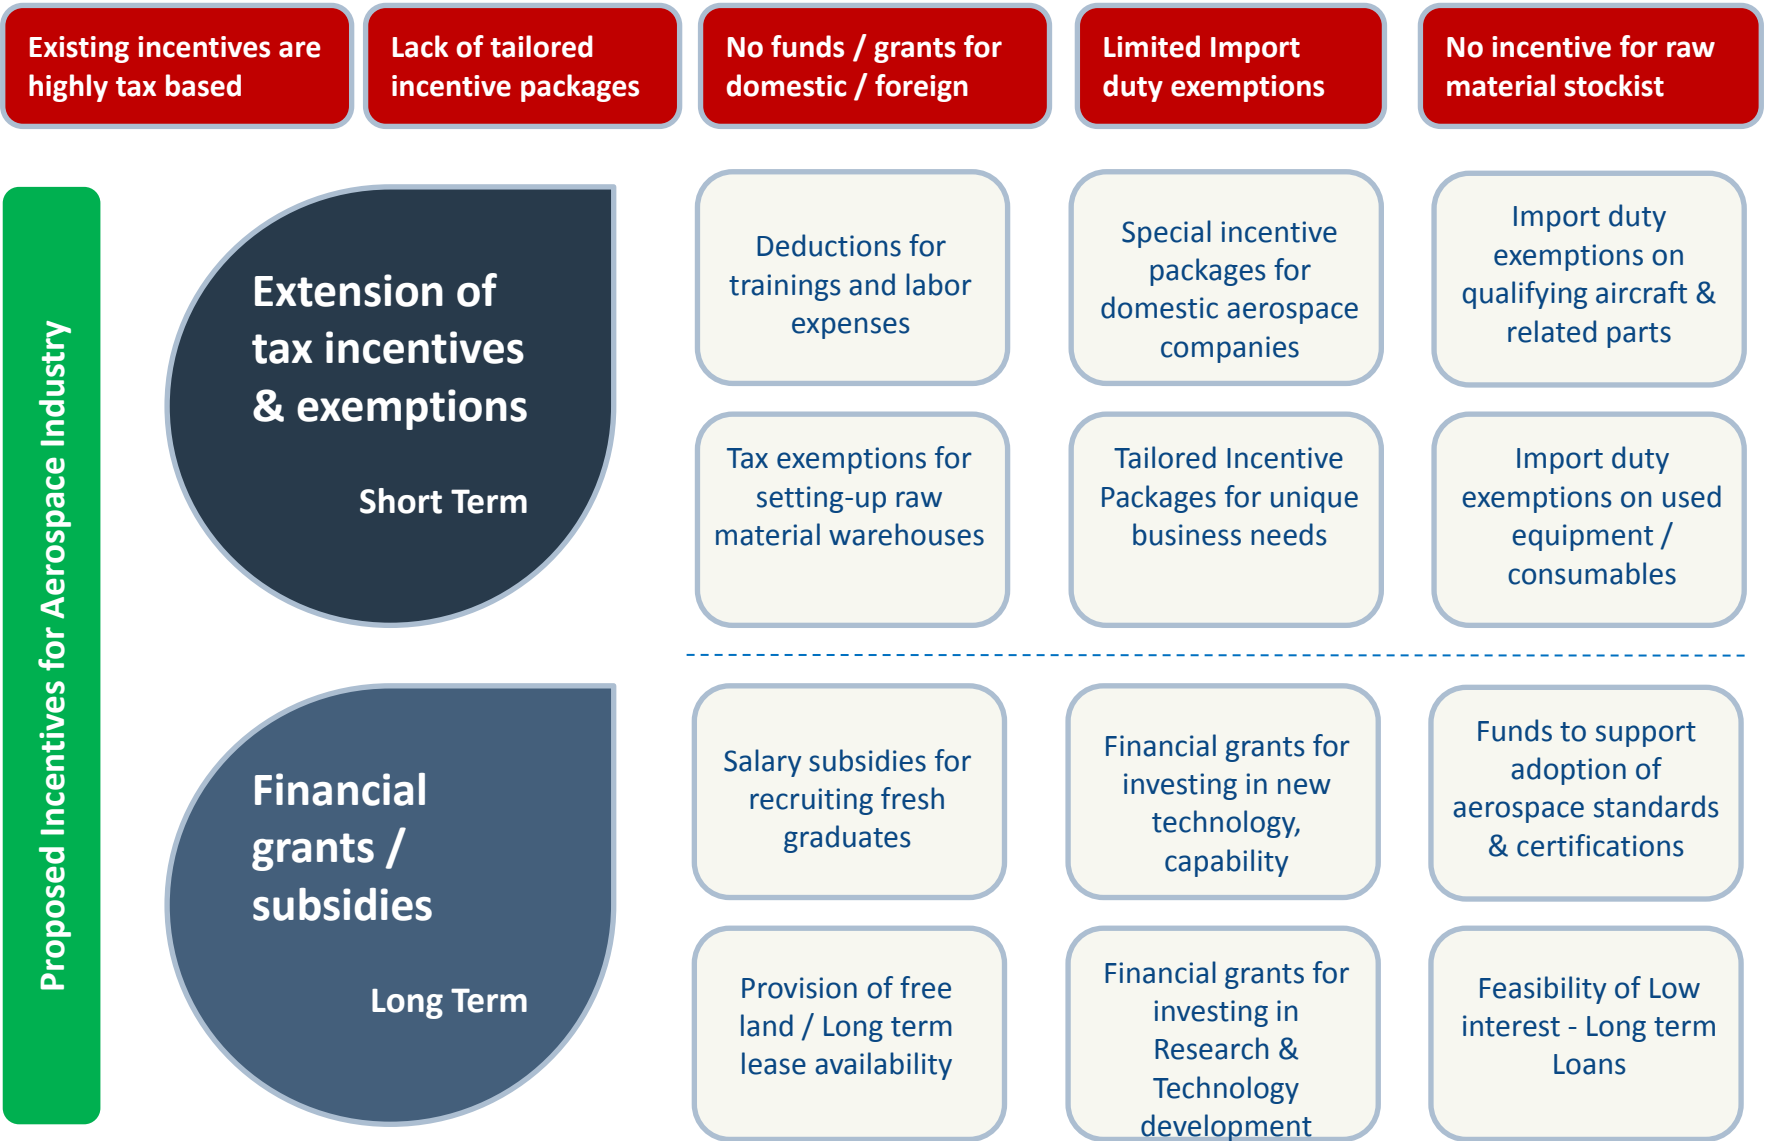 Existing incentives are
highly tax based
Lack of tailored
incentive packages
No funds / grants for
domestic / foreign
Limited Import
duty exemptions
No incentive for raw
material stockist
Proposed Incentives for Aerospace Industry
Extension of
tax incentives
& exemptions
Short Term
Deductions for
trainings and labor
expenses
Special incentive
packages for
domestic aerospace
companies
Import duty
exemptions on
qualifying aircraft &
related parts
Tax exemptions for
setting-up raw
material warehouses
Tailored Incentive
Packages for unique
business needs
Import duty
exemptions on used
equipment /
consumables
Financial
grants /
subsidies
Long Term
Salary subsidies for
recruiting fresh
graduates
Financial grants for
investing in new
technology,
capability
Funds to support
adoption of
aerospace standards
& certifications
Provision of free
land / Long term
lease availability
Financial grants for
investing in
Research &
Technology
development
Feasibility of Low
interest - Long term
Loans